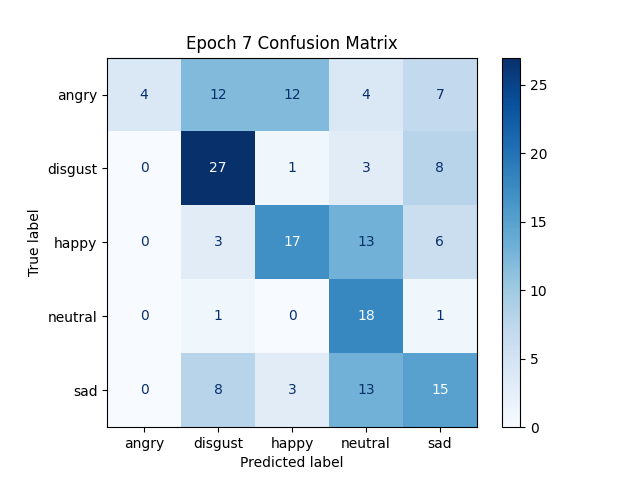 Epoch 7 Confusion Matrix
angry 4 12 12 4 7
disgust 0 27 1 3 8
happy 0 3 17 13 6
neutral 0 1 0 18 1
sad 0 8 3 13 15
angry disgust happy neutral sad
Predicted label
True label
25
20
15
10
5
0